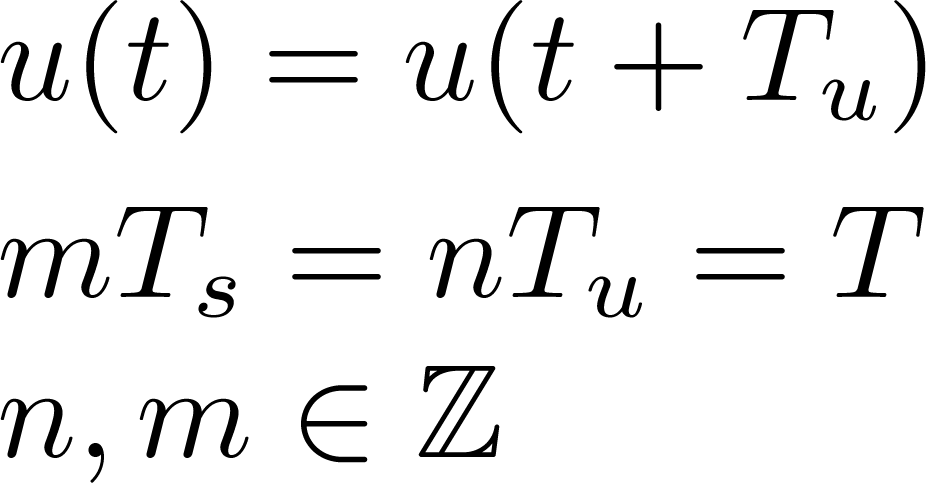 u(t) = u(t + T_u)
mT_s = nT_u = T
n, m ∈ ℤ